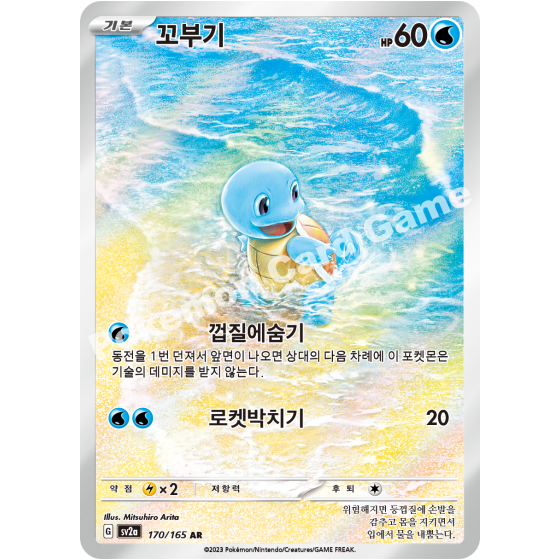 기본 꼬부기 HP 60
Pokémon Card Game
껍질에숨기
동전을 1번 던져서 앞면이 나오면 상대의 다음 차례에 이 포켓몬은
기술의 데미지를 받지 않는다.
로켓박치기 20
약점 ×2 저항력 후퇴
Illus. Mitsuhiro Arita
G sv2a 170/165 AR
위험해지면 등껍질에 손발을
감추고 몸을 지키면서
입에서 물을 내뿜는다.
©2023 Pokémon/Nintendo/Creatures/GAME FREAK.